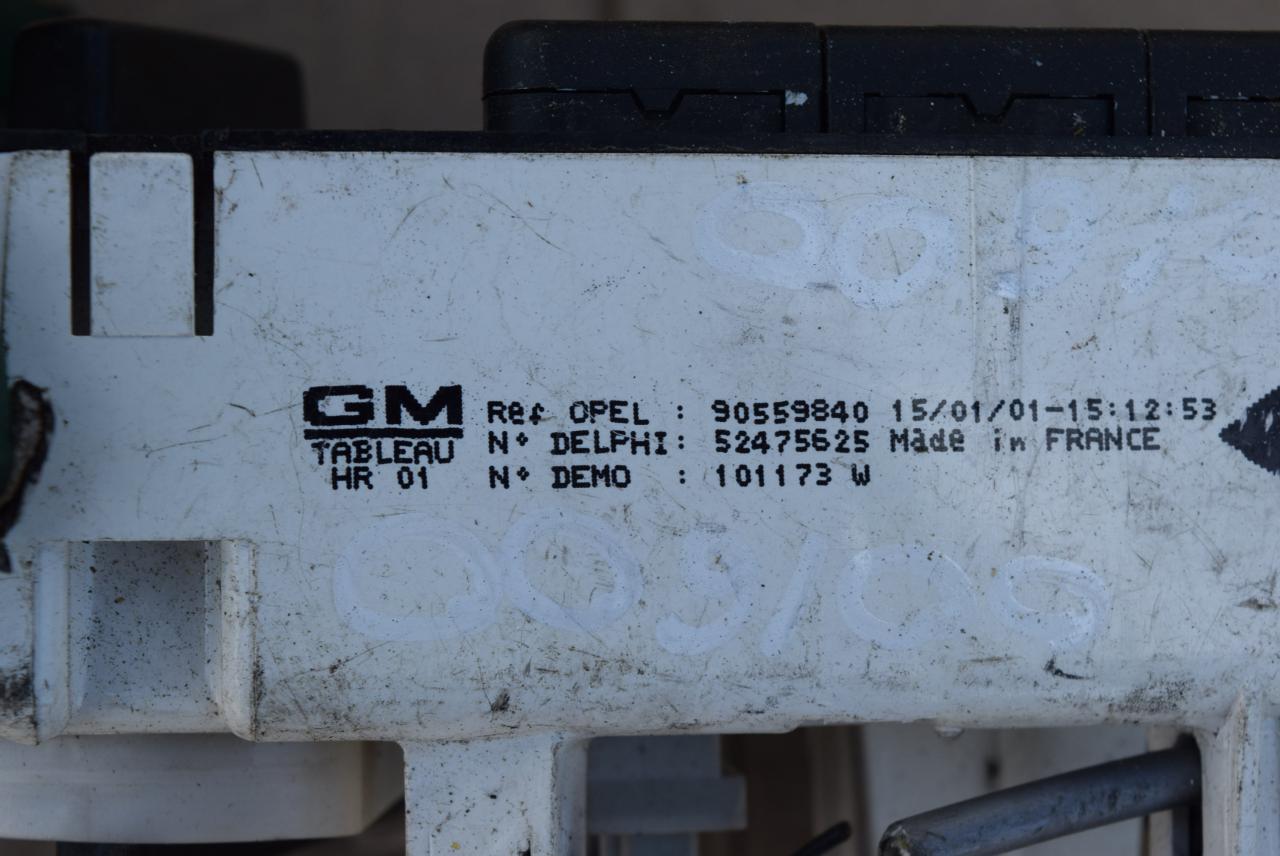 GM
TABLEAU
HR 01
Ref OPEL : 90559840 15/01/01-15:12:53
N° DELPHI: 52475625 Made in FRANCE
N° DEMO : 101173 W